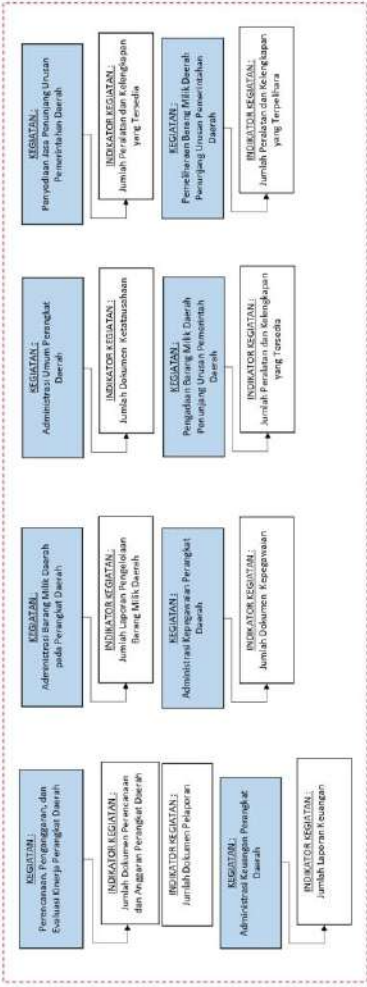 KEGIATAN :
Perencanaan, Penganggaran, dan
Evaluasi Kinerja Perangkat Daerah
INDIKATOR KEGIATAN :
Jumlah Dokumen Perencanaan
dan Anggaran Perangkat Daerah
INDIKATOR KEGIATAN :
Jumlah Dokumen Pelaporan
KEGIATAN :
Administrasi Keuangan Perangkat
Daerah
INDIKATOR KEGIATAN :
Jumlah Laporan Keuangan
KEGIATAN :
Administrasi Barang Milik Daerah
pada Perangkat Daerah
INDIKATOR KEGIATAN :
Jumlah Laporan Pengelolaan
Barang Milik Daerah
KEGIATAN :
Administrasi Kepegawaian Perangkat
Daerah
INDIKATOR KEGIATAN :
Jumlah Dokumen Kepegawaian
KEGIATAN :
Administrasi Umum Perangkat
Daerah
INDIKATOR KEGIATAN :
Jumlah Dokumen Ketatausahaan
KEGIATAN :
Pengadaan Barang Milik Daerah
Penunjang Urusan Pemerintah
Daerah
INDIKATOR KEGIATAN :
Jumlah Peralatan dan Kelengkapan
yang Tersedia
KEGIATAN :
Penyediaan Jasa Penunjang Urusan
Pemerintahan Daerah
INDIKATOR KEGIATAN :
Jumlah Peralatan dan Kelengkapan
yang Tersedia
KEGIATAN :
Pemeliharaan Barang Milik Daerah
Penunjang Urusan Pemerintahan
Daerah
INDIKATOR KEGIATAN :
Jumlah Peralatan dan Kelengkapan
yang Terpelihara